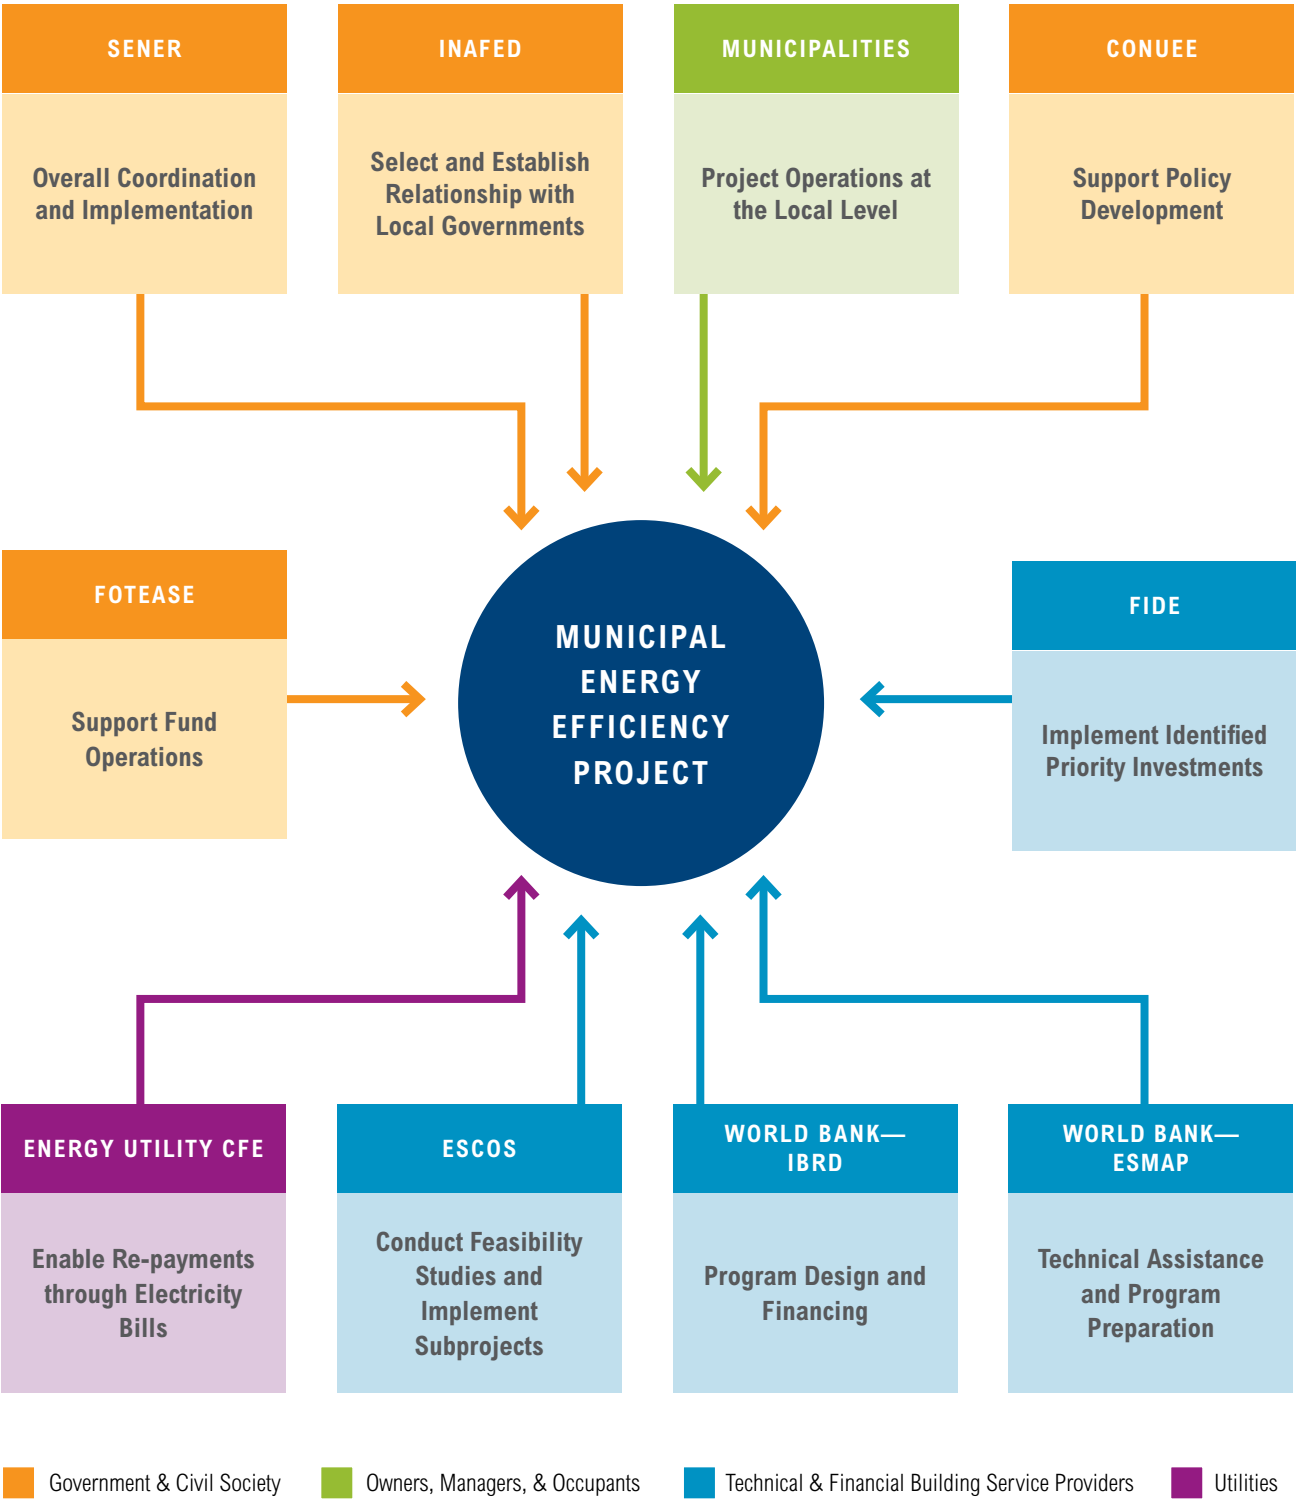 SENER
Overall Coordination
and Implementation
INAFED
Select and Establish
Relationship with
Local Governments
MUNICIPALITIES
Project Operations at
the Local Level
CONUEE
Support Policy
Development
FOTEASE
Support Fund
Operations
MUNICIPAL
ENERGY
EFFICIENCY
PROJECT
FIDE
Implement Identified
Priority Investments
ENERGY UTILITY CFE
Enable Re-payments
through Electricity
Bills
ESCOS
Conduct Feasibility
Studies and
Implement
Subprojects
WORLD BANK—
IBRD
Program Design and
Financing
WORLD BANK—
ESMAP
Technical Assistance
and Program
Preparation
Government & Civil Society
Owners, Managers, & Occupants
Technical & Financial Building Service Providers
Utilities